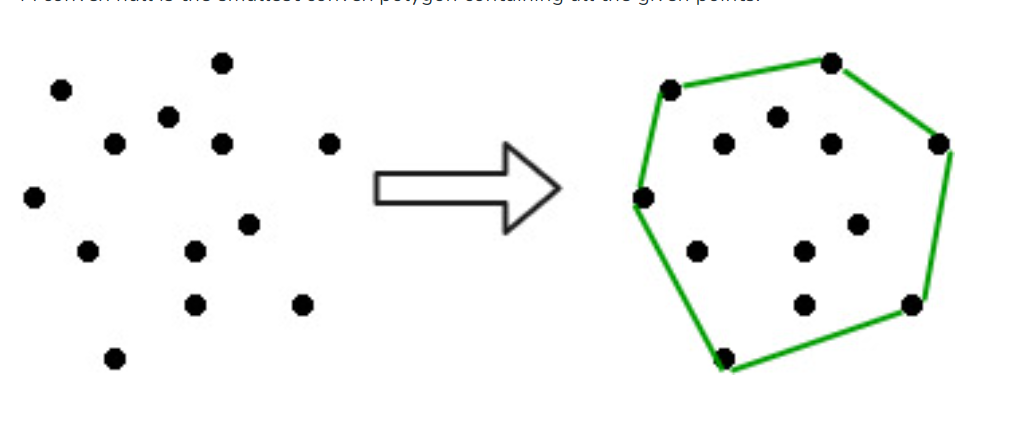 A convex hull is the smallest convex polygon containing all the given points.